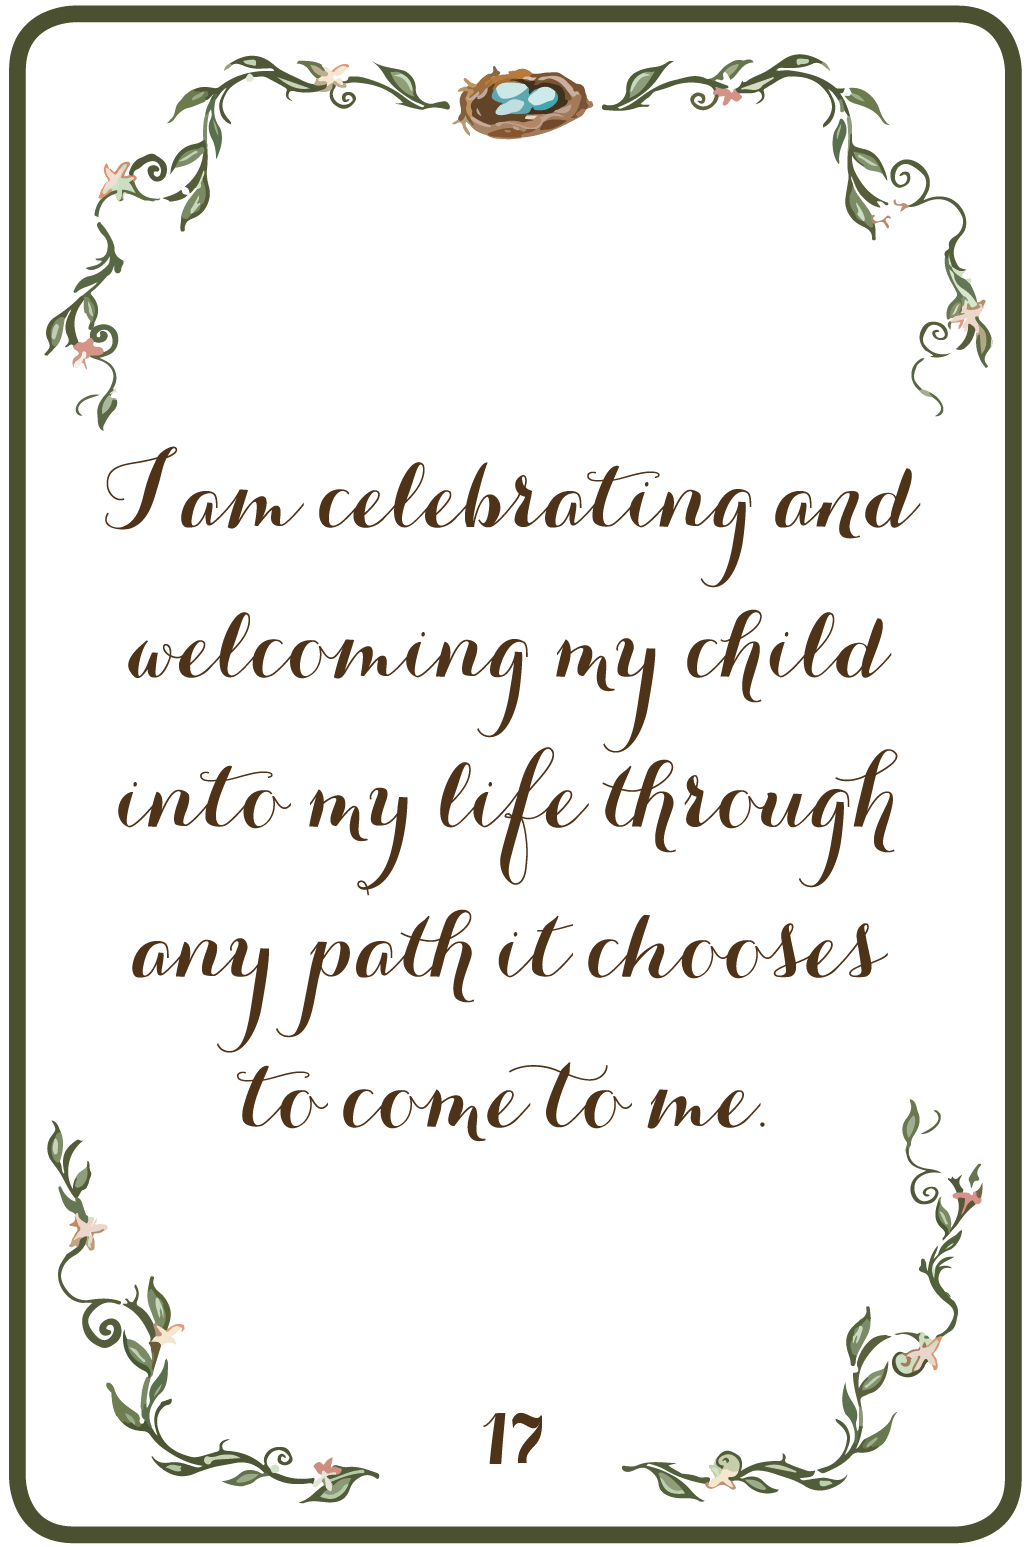 I am celebrating and
welcoming my child
into my life through
any path it chooses
to come to me.
17